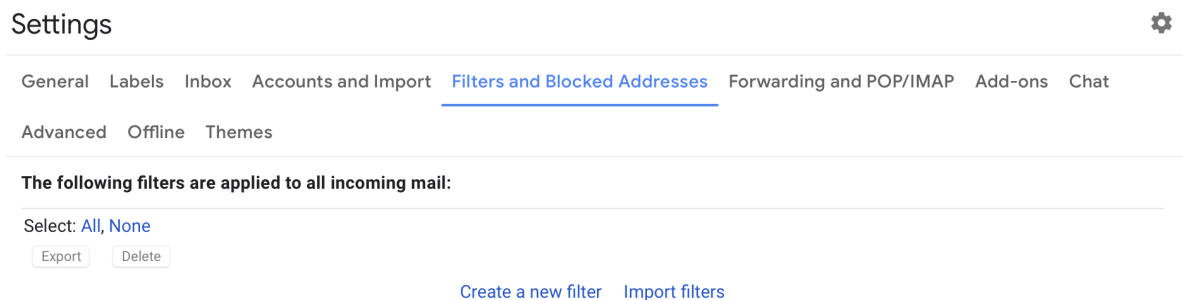 Settings
General Labels Inbox Accounts and Import Filters and Blocked Addresses Forwarding and POP/IMAP Add-ons Chat
Advanced Offline Themes
The following filters are applied to all incoming mail:
Select: All, None
Export Delete
Create a new filter Import filters